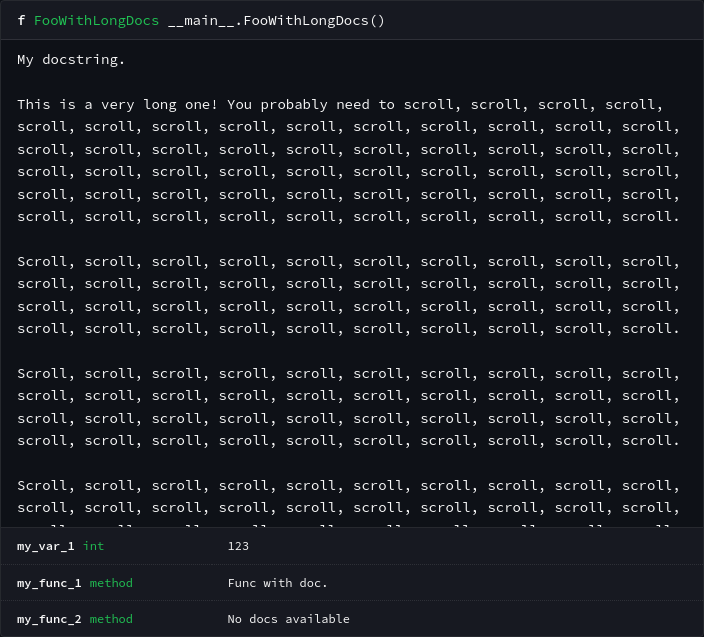 f FooWithLongDocs __main__.FooWithLongDocs()
My docstring.
This is a very long one! You probably need to scroll, scroll, scroll, scroll,
scroll, scroll, scroll, scroll, scroll, scroll, scroll, scroll, scroll, scroll,
scroll, scroll, scroll, scroll, scroll, scroll, scroll, scroll, scroll, scroll,
scroll, scroll, scroll, scroll, scroll, scroll, scroll, scroll, scroll, scroll,
scroll, scroll, scroll, scroll, scroll, scroll, scroll, scroll, scroll, scroll,
scroll, scroll, scroll, scroll, scroll, scroll, scroll, scroll, scroll, scroll.
Scroll, scroll, scroll, scroll, scroll, scroll, scroll, scroll, scroll, scroll,
scroll, scroll, scroll, scroll, scroll, scroll, scroll, scroll, scroll, scroll,
scroll, scroll, scroll, scroll, scroll, scroll, scroll, scroll, scroll, scroll,
scroll, scroll, scroll, scroll, scroll, scroll, scroll, scroll, scroll, scroll.
Scroll, scroll, scroll, scroll, scroll, scroll, scroll, scroll, scroll, scroll,
scroll, scroll, scroll, scroll, scroll, scroll, scroll, scroll, scroll, scroll,
scroll, scroll, scroll, scroll, scroll, scroll, scroll, scroll, scroll, scroll,
scroll, scroll, scroll, scroll, scroll, scroll, scroll, scroll, scroll, scroll.
Scroll, scroll, scroll, scroll, scroll, scroll, scroll, scroll, scroll, scroll,
scroll, scroll, scroll, scroll, scroll, scroll, scroll, scroll, scroll, scroll,
my_var_1 int 123
my_func_1 method Func with doc.
my_func_2 method No docs available